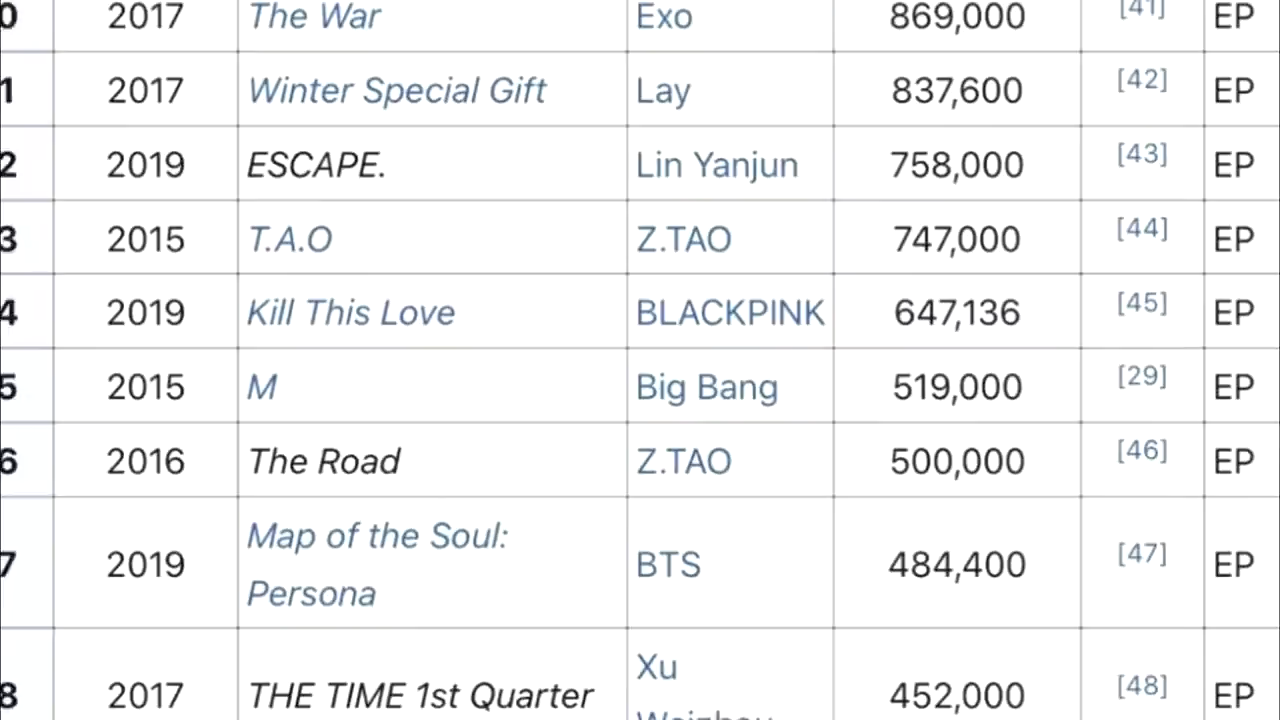 0 2017 The War Exo 869,000 [41] EP
1 2017 Winter Special Gift Lay 837,600 [42] EP
2 2019 ESCAPE. Lin Yanjun 758,000 [43] EP
3 2015 T.A.O Z.TAO 747,000 [44] EP
4 2019 Kill This Love BLACKPINK 647,136 [45] EP
5 2015 M Big Bang 519,000 [29] EP
6 2016 The Road Z.TAO 500,000 [46] EP
7 2019 Map of the Soul: BTS 484,400 [47] EP
Persona
8 2017 THE TIME 1st Quarter Xu 452,000 [48] EP